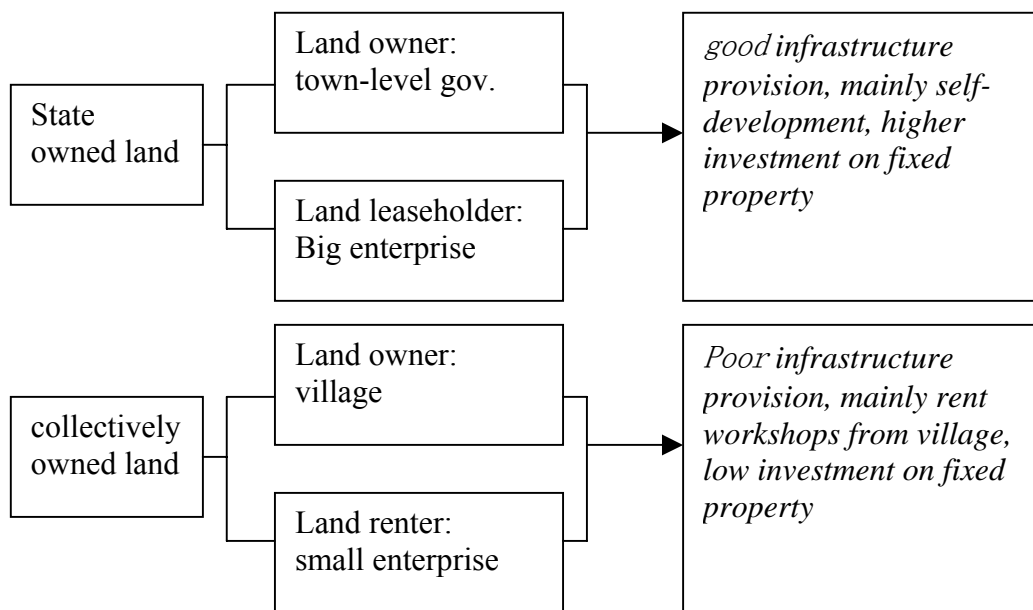 State
owned land
Land owner:
town-level gov.
Land leaseholder:
Big enterprise
good infrastructure
provision, mainly self-
development, higher
investment on fixed
property
collectively
owned land
Land owner:
village
Land renter:
small enterprise
Poor infrastructure
provision, mainly rent
workshops from village,
low investment on fixed
property